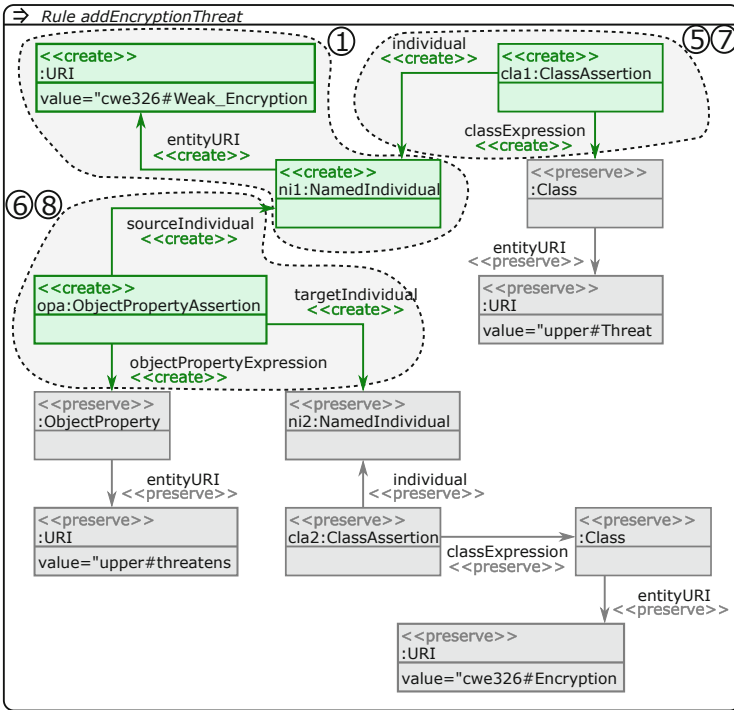 ⇒ Rule addEncryptionThreat
①
<<create>>
:URI
value="cwe326#Weak_Encryption
entityURI
<<create>>
individual
<<create>>
⑤⑦
<<create>>
cla1:ClassAssertion
classExpression
<<create>>
<<create>>
ni1:NamedIndividual
<<preserve>>
:Class
⑥⑧
sourceIndividual
<<create>>
entityURI
<<preserve>>
<<create>>
opa:ObjectPropertyAssertion
targetIndividual
<<create>>
<<preserve>>
:URI
value="upper#Threat
objectPropertyExpression
<<create>>
<<preserve>>
:ObjectProperty
<<preserve>>
ni2:NamedIndividual
entityURI
<<preserve>>
individual
<<preserve>>
<<preserve>>
:URI
value="upper#threatens
<<preserve>>
cla2:ClassAssertion
classExpression
<<preserve>>
<<preserve>>
:Class
entityURI
<<preserve>>
<<preserve>>
:URI
value="cwe326#Encryption